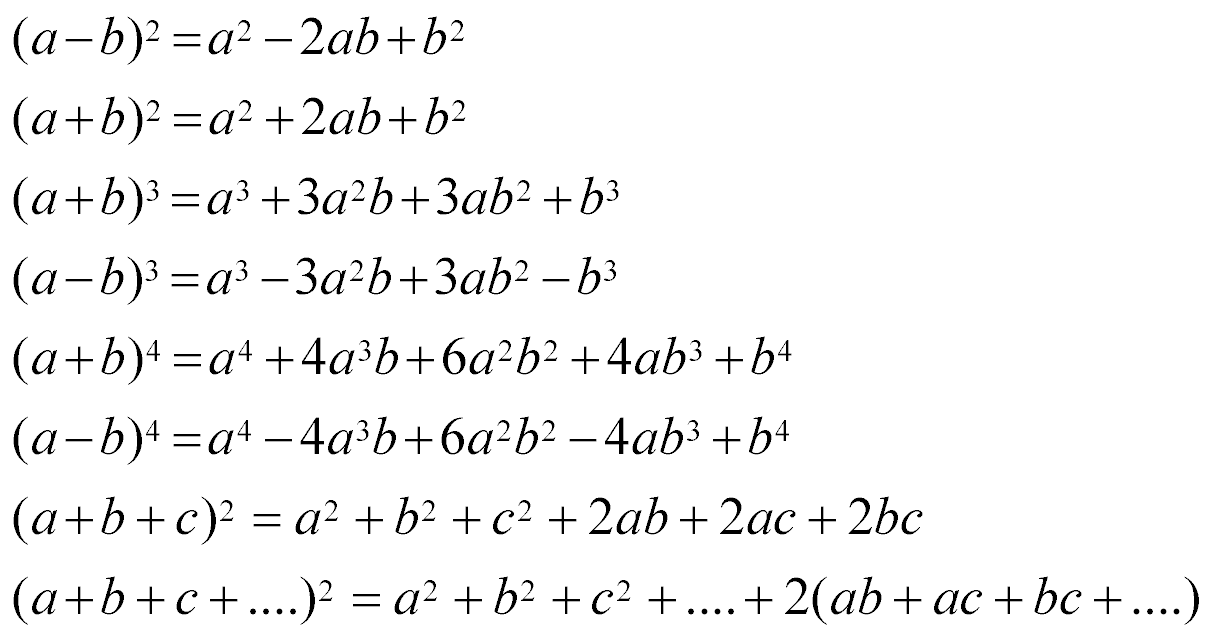 (a−b)²=a²−2ab+b²
(a+b)²=a²+2ab+b²
(a+b)³=a³+3a²b+3ab²+b³
(a−b)³=a³−3a²b+3ab²−b³
(a+b)⁴=a⁴+4a³b+6a²b²+4ab³+b⁴
(a−b)⁴=a⁴−4a³b+6a²b²−4ab³+b⁴
(a+b+c)²=a²+b²+c²+2ab+2ac+2bc
(a+b+c+....)²=a²+b²+c²+....+2(ab+ac+bc+....)